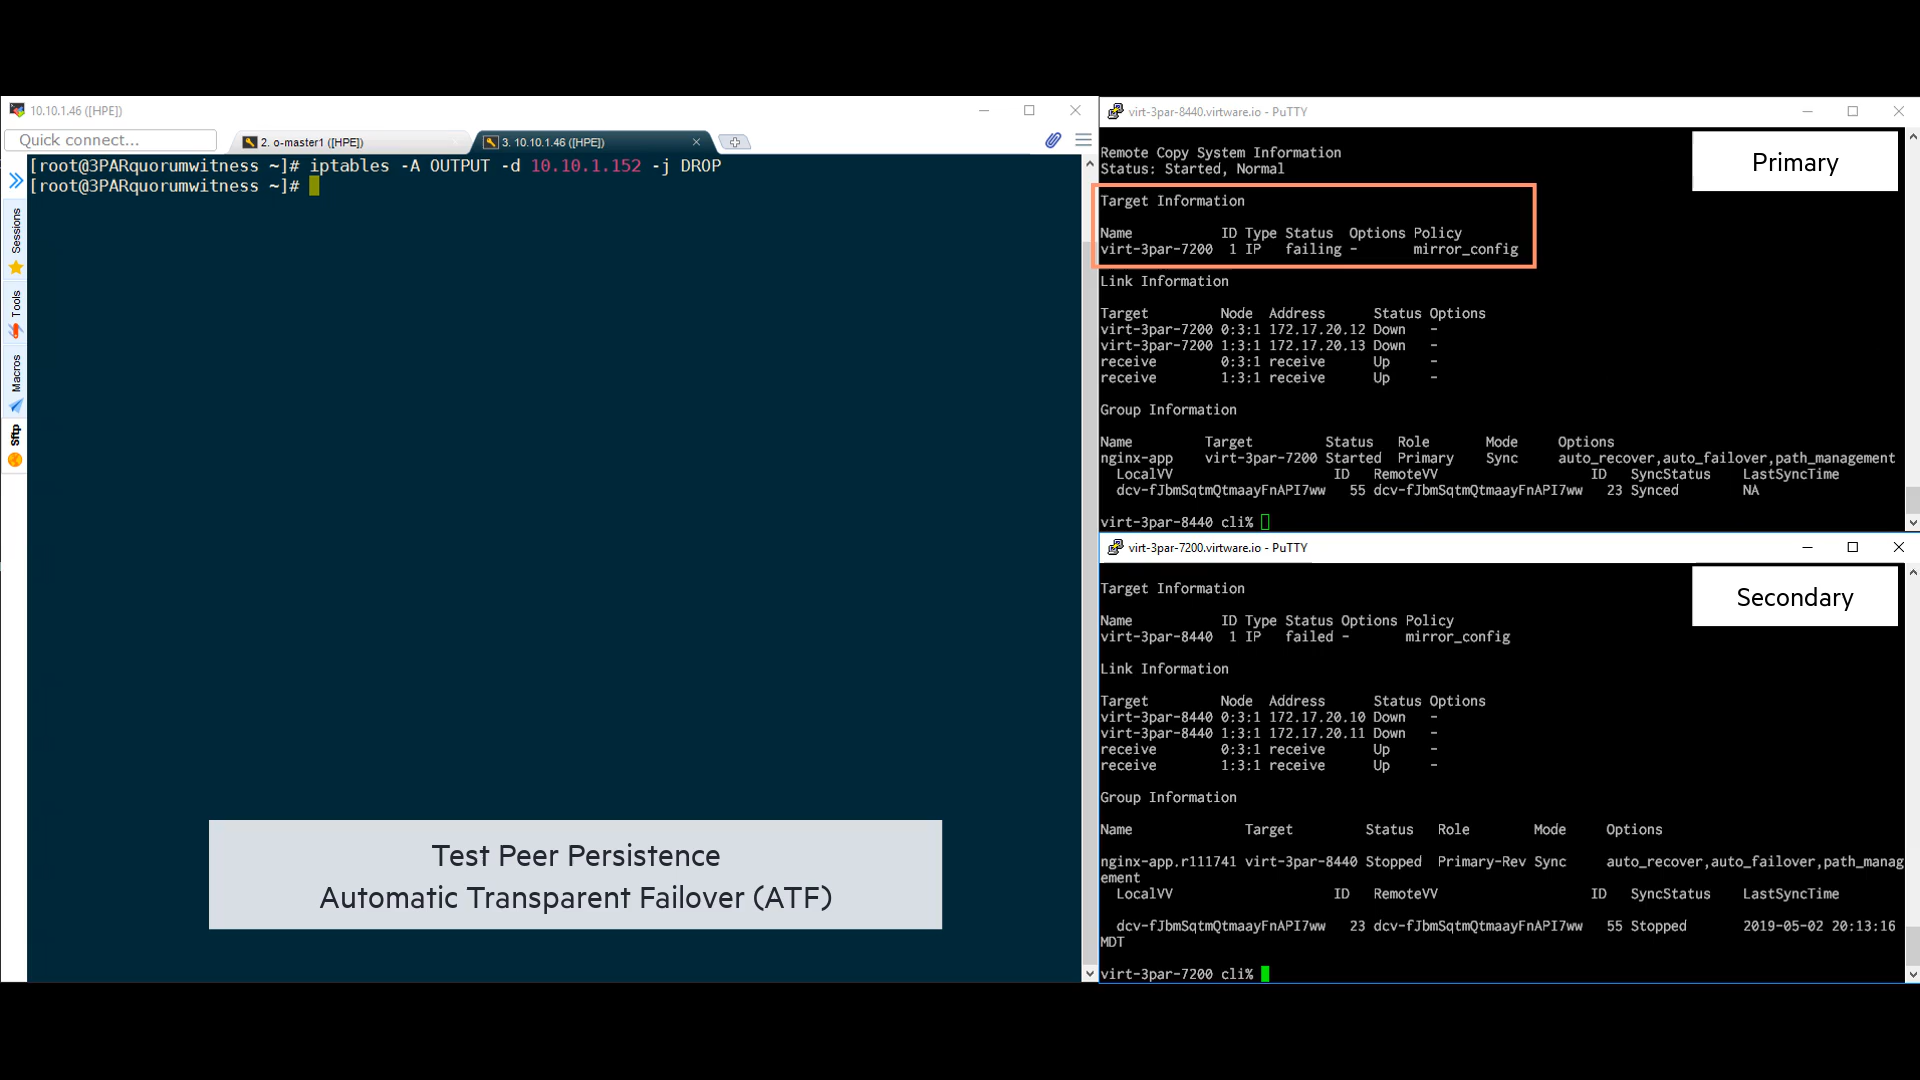 10.10.1.46 ([HPE])
Quick connect...
2. o-master1 ([HPE])
3. 10.10.1.46 ([HPE])
[root@3PARquorumwitness ~]# iptables -A OUTPUT -d 10.10.1.152 -j DROP
[root@3PARquorumwitness ~]#
Sessions
Tools
Macros
Sftp
Test Peer Persistence
Automatic Transparent Failover (ATF)
virt-3par-8440.virtware.io - PuTTY
Primary
Remote Copy System Information
Status: Started, Normal
Target Information
Name ID Type Status Options Policy
virt-3par-7200 1 IP failing - mirror_config
Link Information
Target Node Address Status Options
virt-3par-7200 0:3:1 172.17.20.12 Down -
virt-3par-7200 1:3:1 172.17.20.13 Down -
receive 0:3:1 receive Up -
receive 1:3:1 receive Up -
Group Information
Name Target Status Role Mode Options
nginx-app virt-3par-7200 Started Primary Sync auto_recover,auto_failover,path_management
LocalVV ID RemoteVV ID SyncStatus LastSyncTime
dcv-fJbmSqtmQtmaayFnAPI7ww 55 dcv-fJbmSqtmQtmaayFnAPI7ww 23 Synced NA
virt-3par-8440 cli%
virt-3par-7200.virtware.io - PuTTY
Secondary
Target Information
Name ID Type Status Options Policy
virt-3par-8440 1 IP failed - mirror_config
Link Information
Target Node Address Status Options
virt-3par-8440 0:3:1 172.17.20.10 Down -
virt-3par-8440 1:3:1 172.17.20.11 Down -
receive 0:3:1 receive Up -
receive 1:3:1 receive Up -
Group Information
Name Target Status Role Mode Options
nginx-app.r111741 virt-3par-8440 Stopped Primary-Rev Sync auto_recover,auto_failover,path_manag
ement
LocalVV ID RemoteVV ID SyncStatus LastSyncTime
dcv-fJbmSqtmQtmaayFnAPI7ww 23 dcv-fJbmSqtmQtmaayFnAPI7ww 55 Stopped 2019-05-02 20:13:16
MDT
virt-3par-7200 cli%